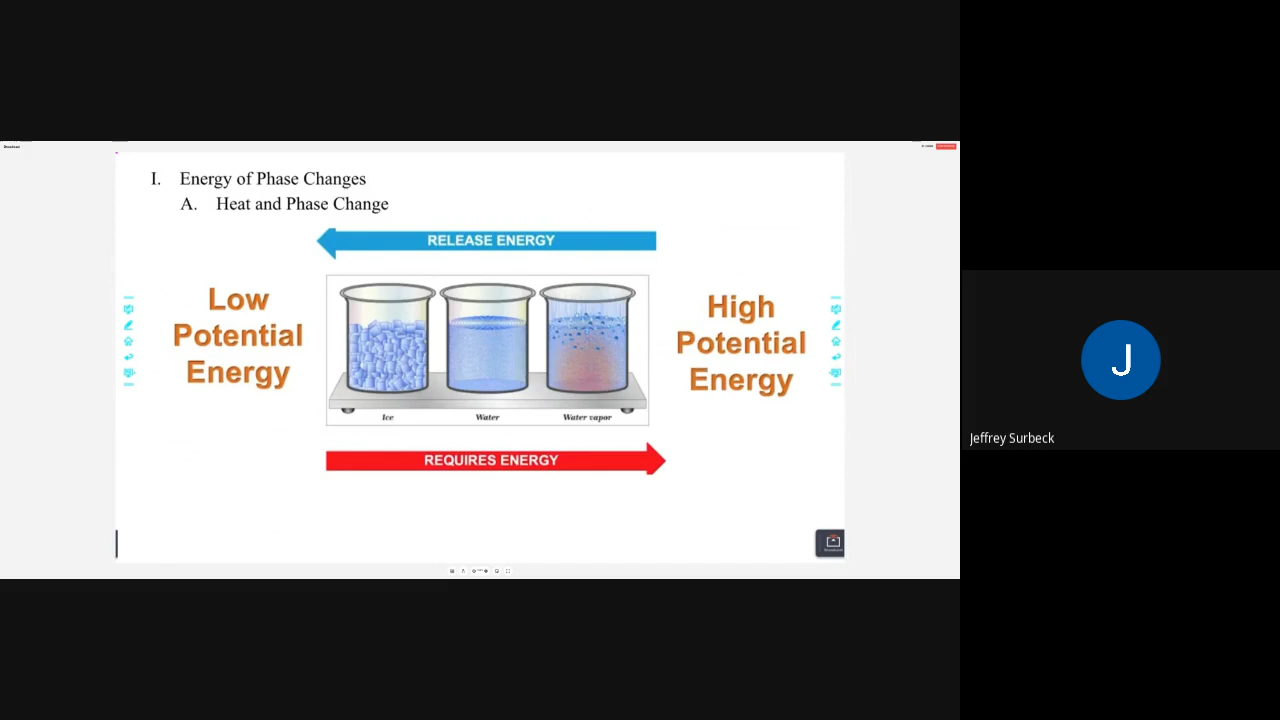 I. Energy of Phase Changes
A. Heat and Phase Change
RELEASE ENERGY
Low
Potential
Energy
High
Potential
Energy
Ice Water Water vapor
REQUIRES ENERGY
J
Jeffrey Surbeck